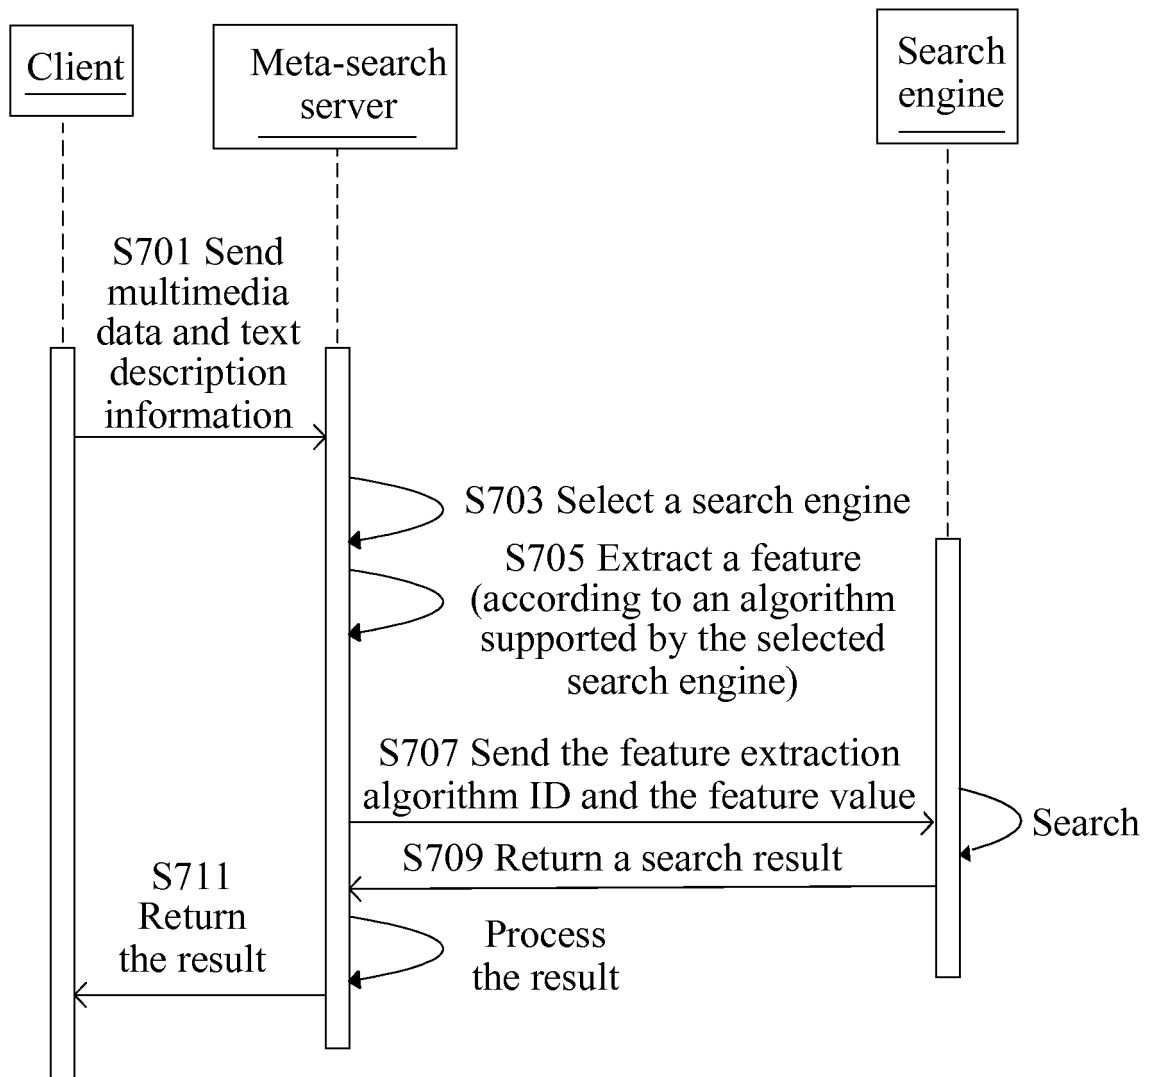 Client
Meta-search
server
Search
engine
S701 Send
multimedia
data and text
description
information
S703 Select a search engine
S705 Extract a feature
(according to an algorithm
supported by the selected
search engine)
S707 Send the feature extraction
algorithm ID and the feature value
Search
S709 Return a search result
S711
Return
the result
Process
the result